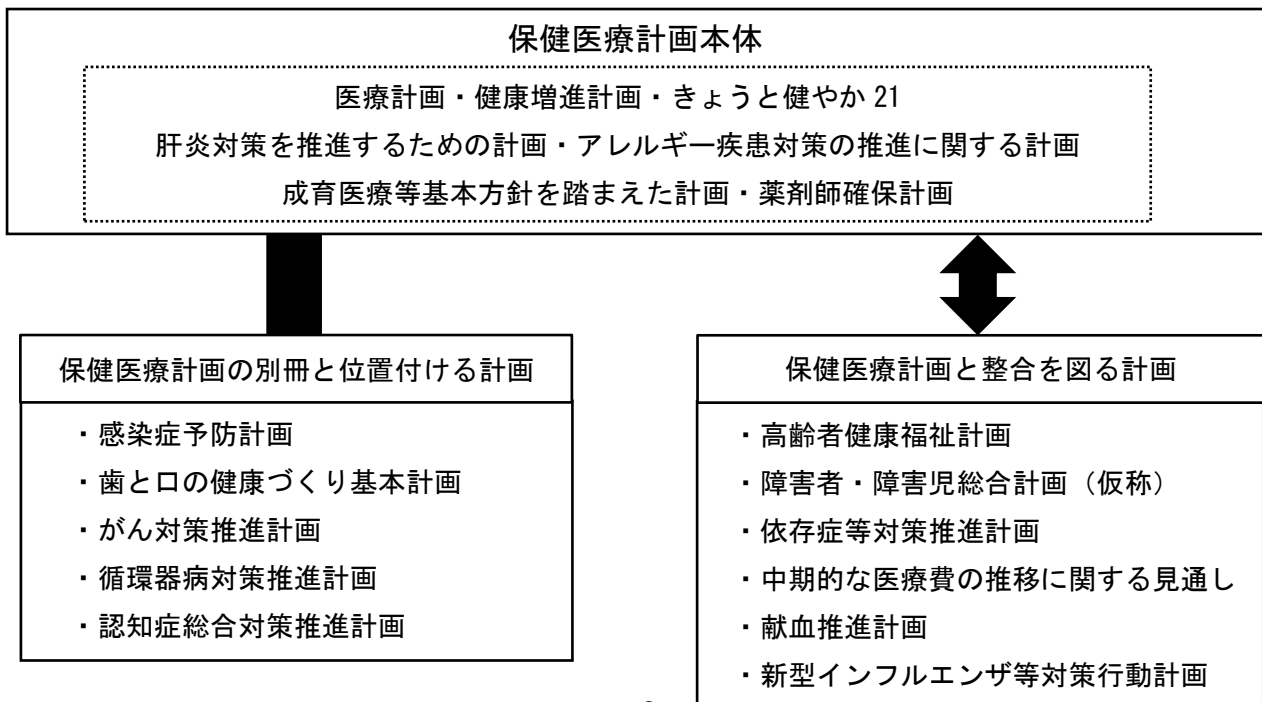 保健医療計画本体
医療計画・健康増進計画・きょうと健やか 21
肝炎対策を推進するための計画・アレルギー疾患対策の推進に関する計画
成育医療等基本方針を踏まえた計画・薬剤師確保計画
保健医療計画の別冊と位置付ける計画
・感染症予防計画
・歯と口の健康づくり基本計画
・がん対策推進計画
・循環器病対策推進計画
・認知症総合対策推進計画
保健医療計画と整合を図る計画
・高齢者健康福祉計画
・障害者・障害児総合計画（仮称）
・依存症等対策推進計画
・中期的な医療費の推移に関する見通し
・献血推進計画
・新型インフルエンザ等対策行動計画